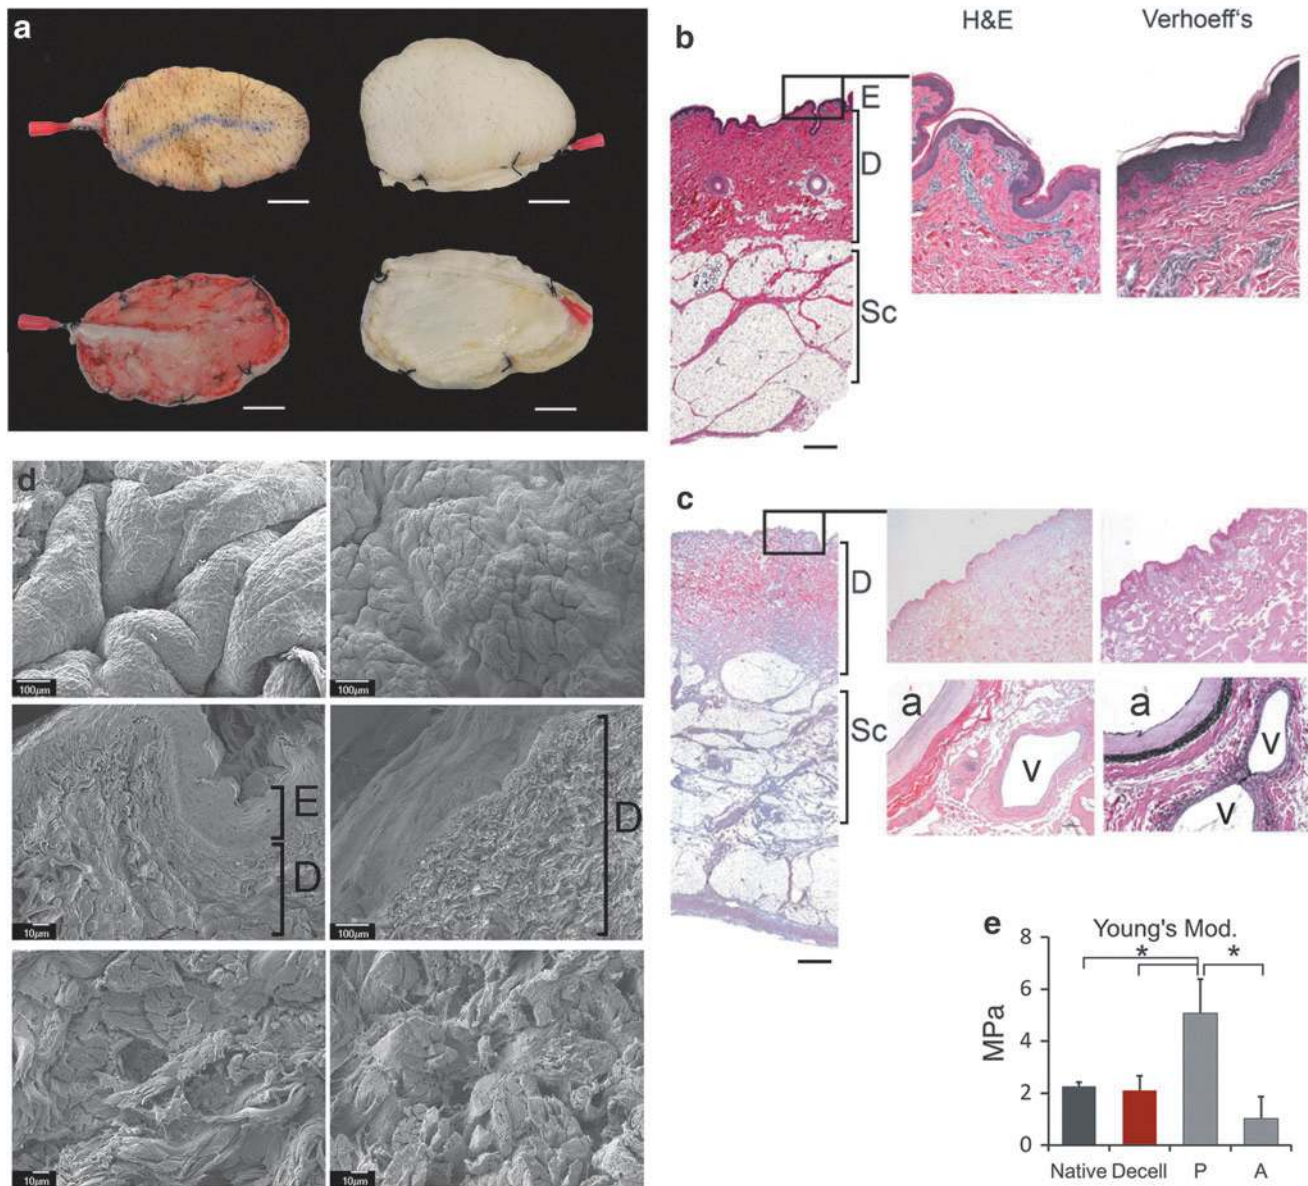 a
b
H&E
Verhoeff's
E
D
Sc
c
D
Sc
a
v
a
v
v
d
100µm
100µm
E
D
10µm
D
100µm
10µm
10µm
e
Young's Mod.
*
*
MPa
8
6
4
2
0
Native Decell P A